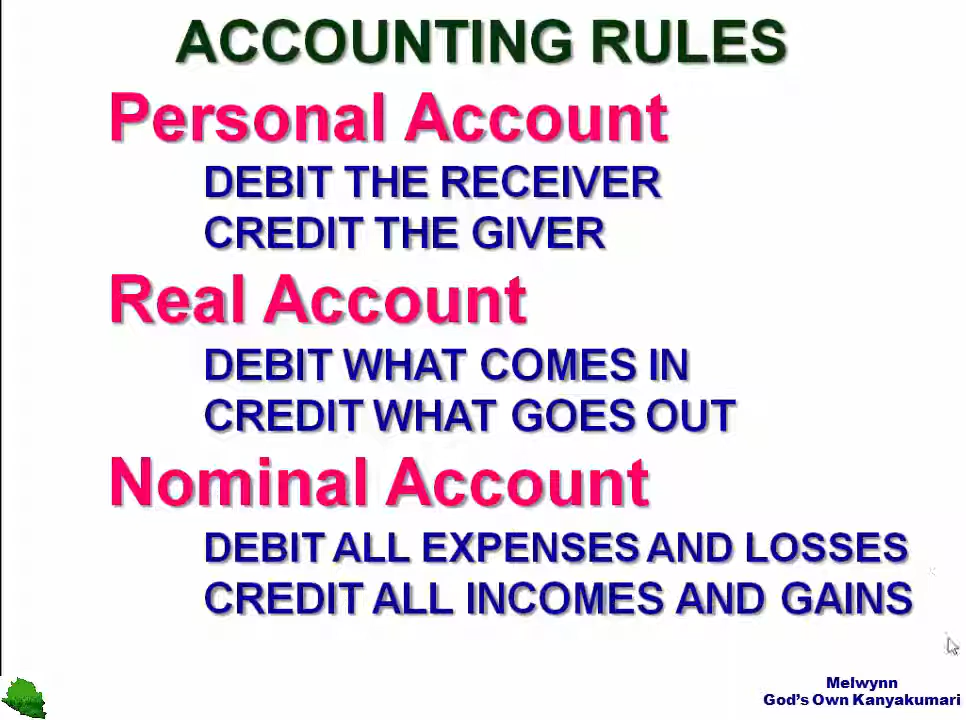 ACCOUNTING RULES
Personal Account
DEBIT THE RECEIVER
CREDIT THE GIVER
Real Account
DEBIT WHAT COMES IN
CREDIT WHAT GOES OUT
Nominal Account
DEBIT ALL EXPENSES AND LOSSES
CREDIT ALL INCOMES AND GAINS
Melwynn
God's Own Kanyakumari